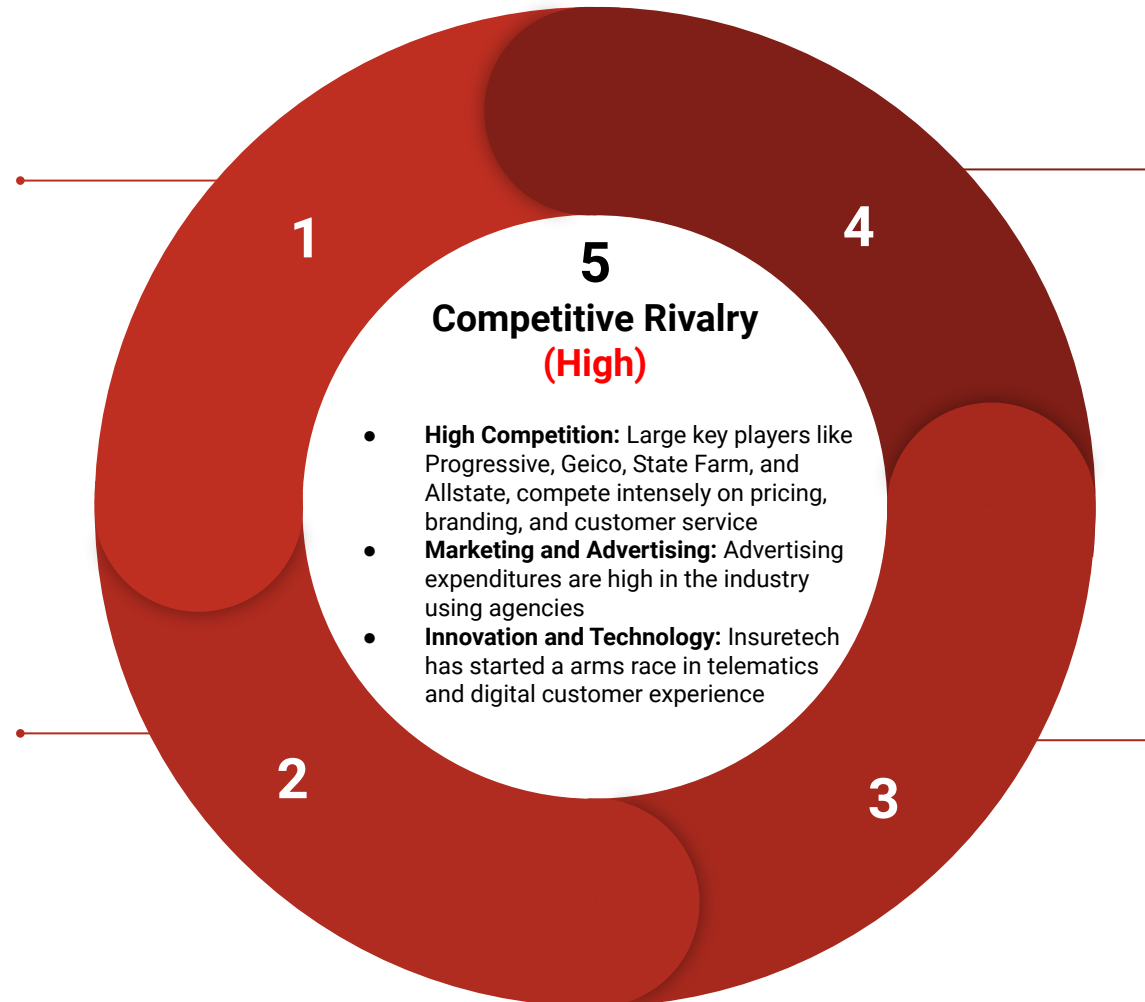 1
4
5
Competitive Rivalry
(High)
● High Competition: Large key players like
Progressive, Geico, State Farm, and
Allstate, compete intensely on pricing,
branding, and customer service
● Marketing and Advertising: Advertising
expenditures are high in the industry
using agencies
● Innovation and Technology: Insuretech
has started a arms race in telematics
and digital customer experience
2
3